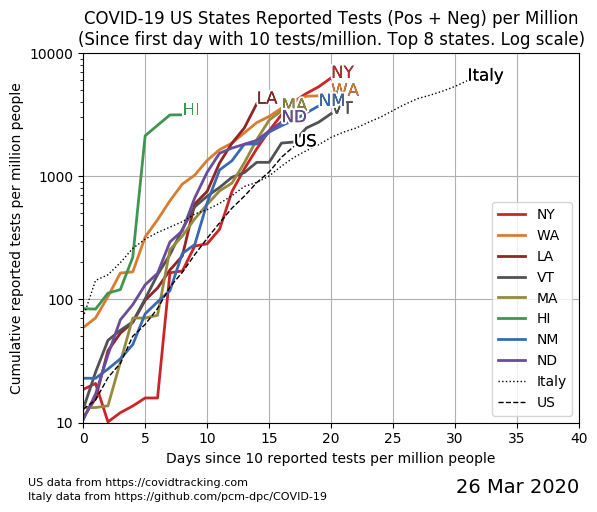 COVID-19 US States Reported Tests (Pos + Neg) per Million
(Since first day with 10 tests/million. Top 8 states. Log scale)
Cumulative reported tests per million people
10000
1000
100
10
NY
Italy
WA
LA
NM
MA
VT
HI
ND
US
NY
WA
LA
VT
MA
HI
NM
ND
Italy
US
0 5 10 15 20 25 30 35 40
Days since 10 reported tests per million people
US data from https://covidtracking.com
Italy data from https://github.com/pcm-dpc/COVID-19
26 Mar 2020